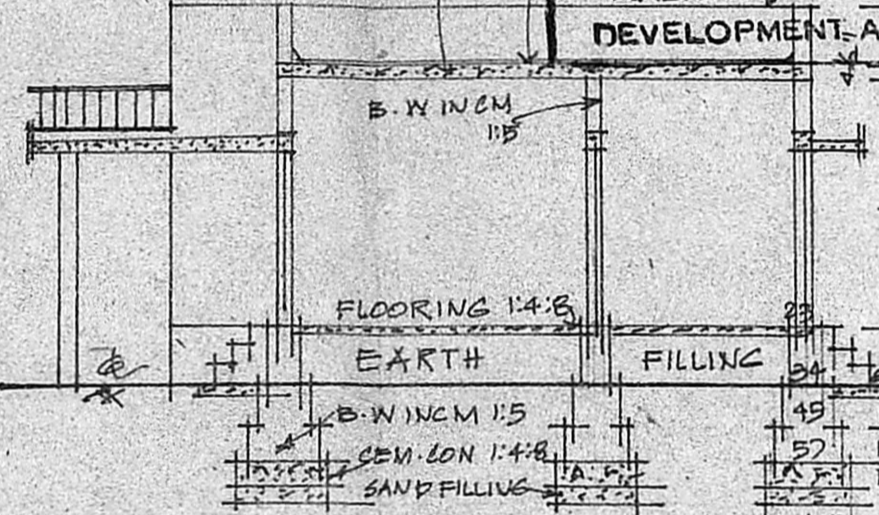 DEVELOPMENT A
B.W IN CM
1:5
FLOORING 1:4:8
23
EARTH FILLING
34
B.W IN CM 1:5
45
CEM.CON 1:4:8
57
SAND FILLING